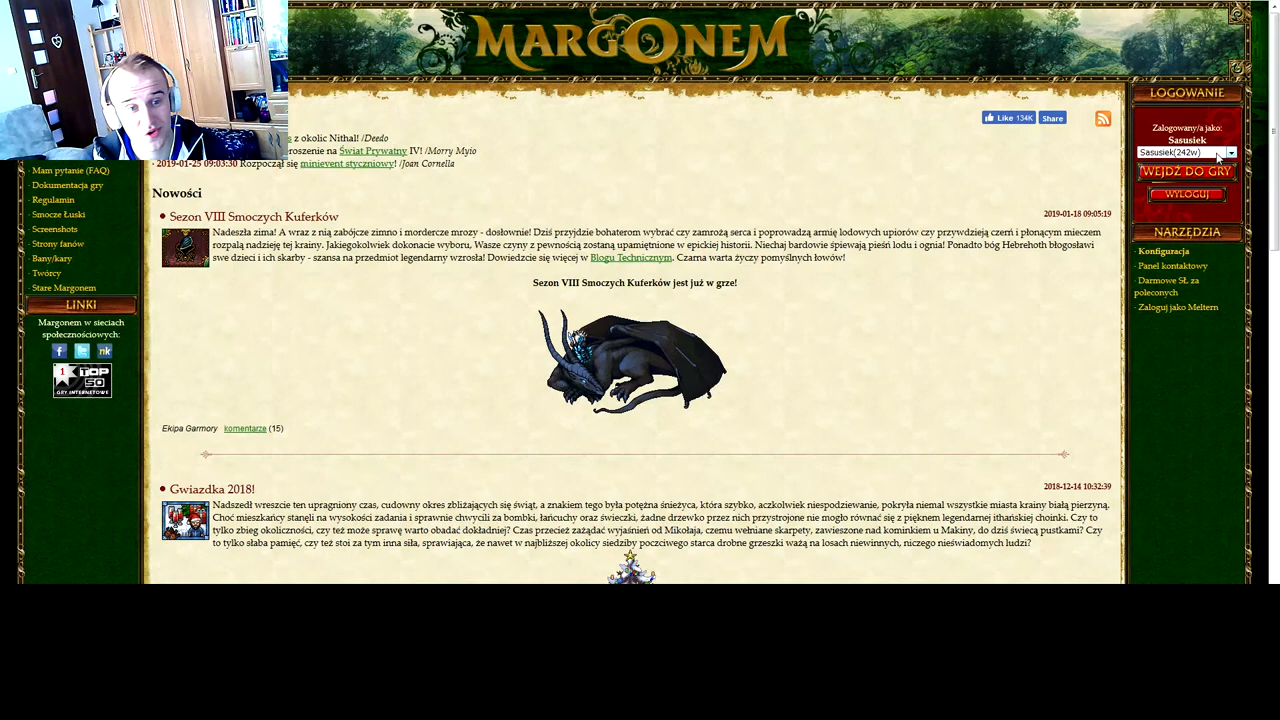 MARGONEM
z okolic Nithal! /Deedo
Świat Prywatny IV! /Morry Myio
· 2019-01-25 09:03:30 Rozpoczął się minievent styczniowy! /Joan Cornella
Like 134K Share
Nowości
• Sezon VIII Smoczych Kuferków
2019-01-18 09:05:19
Nadeszła zima! A wraz z nią zabójcze zimno i mordercze mrozy - dosłownie! Dziś przyjdzie bohaterom wybrać czy zamrożą serca i poprowadzą armię lodowych upiorów czy przywdzieją czerń i płonącym mieczem
rozpalą nadzieję tej krainy. Jakiegokolwiek dokonacie wyboru, Wasze czyny z pewnością zostaną upamiętnione w epickiej historii. Niechaj bardowie śpiewają pieśń lodu i ognia! Ponadto bóg Hebrehoth błogosławi
swe dzieci i ich skarby - szansa na przedmiot legendarny wzrosła! Dowiedzcie się więcej w Blogu Technicznym. Czarna warta życzy pomyślnych łowów!
Sezon VIII Smoczych Kuferków jest już w grze!
Ekipa Garmory komentarze (15)
• Gwiazdka 2018!
2018-12-14 10:32:39
Nadszedł wreszcie ten upragniony czas, cudowny okres zbliżających się świąt, a znakiem tego była potężna śnieżyca, która szybko, aczkolwiek niespodziewanie, pokryła niemal wszystkie miasta krainy białą pierzyną.
Choć mieszkańcy stanęli na wysokości zadania i sprawnie chwycili za bombki, łańcuchy oraz świeczki, żadne drzewko przez nich przystrojone nie mogło równać się z pięknem legendarnej ithańskiej choinki. Czy to
tylko zbieg okoliczności, czy też może sprawę warto obadać dokładniej? Czas przecież zażądać wyjaśnień od Mikołaja, czemu wełniane skarpety, zawieszone nad kominkiem u Makiny, do dziś świecą pustkami? Czy
to tylko słaba pamięć, czy też stoi za tym inna siła, sprawiająca, że nawet w najbliższej okolicy siedziby poczciwego starca drobne grzeszki ważą na losach niewinnych, niczego nieświadomych ludzi?
· Mam pytanie (FAQ)
· Dokumentacja gry
· Regulamin
· Smocze Łuski
· Screenshots
· Strony fanów
· Bany/kary
· Twórcy
· Stare Margonem
LINKI
Margonem w sieciach
społecznościowych:
f t nk
1 TOP
50
GRY INTERNETOWE
LOGOWANIE
Zalogowany/a jako:
Sasusiek
Sasusiek(242w)
WEJDŹ DO GRY
WYLOGUJ
NARZĘDZIA
· Konfiguracja
· Panel kontaktowy
· Darmowe SŁ za
poleconych
· Zaloguj jako Meltern